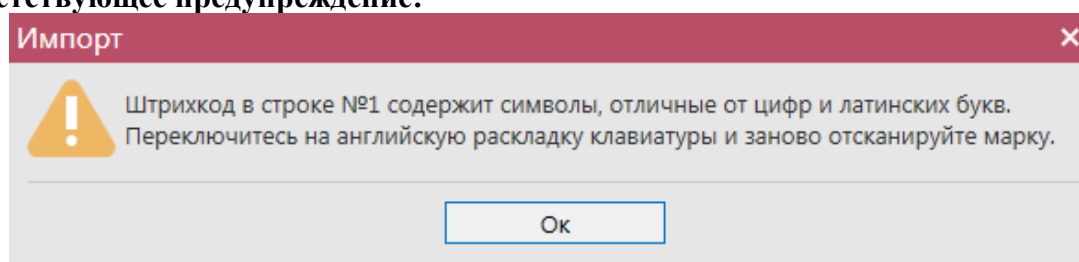 предупреждение:
Импорт
Штрихкод в строке №1 содержит символы, отличные от цифр и латинских букв.
Переключитесь на английскую раскладку клавиатуры и заново отсканируйте марку.
Ок